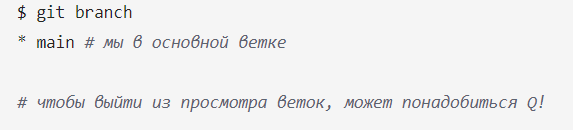 $ git branch
* main # мы в основной ветке
# чтобы выйти из просмотра веток, может понадобиться Q!